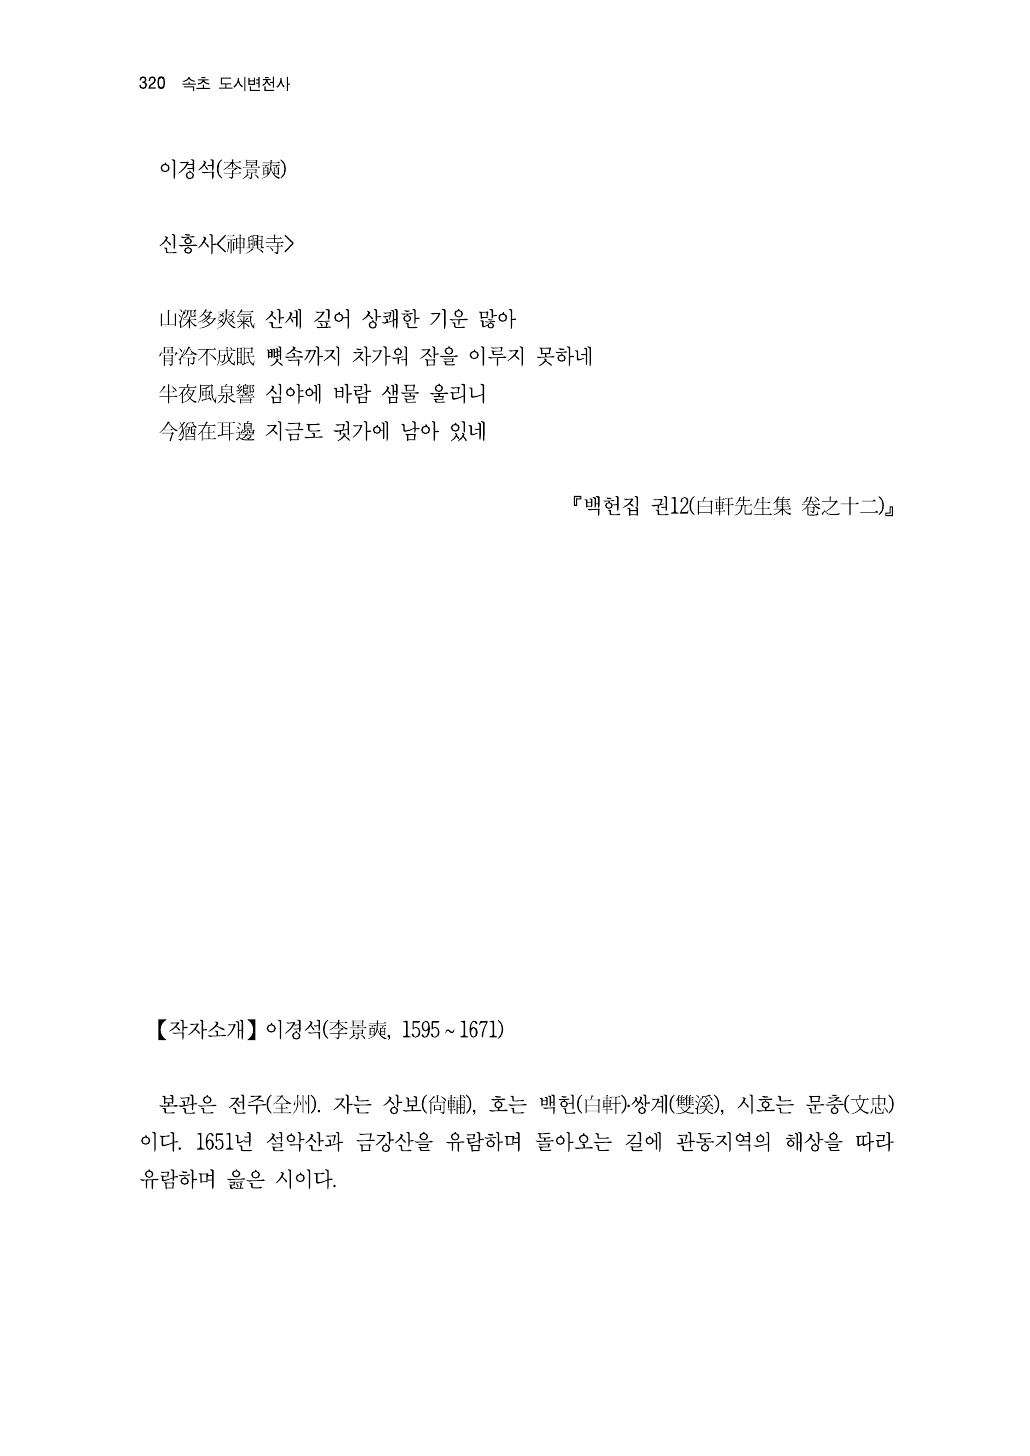 320 속초 도시변천사
이경석(李景奭)
신흥사<神興寺>
山深多爽氣 산세 깊어 상쾌한 기운 많아
骨冷不成眠 뼛속까지 차가워 잠을 이루지 못하네
半夜風泉響 심야에 바람 샘물 울리니
今猶在耳邊 지금도 귓가에 남아 있네
『백헌집 권12(白軒先生集 卷之十二)』
【작자소개】 이경석(李景奭, 1595~1671)
본관은 전주(全州). 자는 상보(尙輔), 호는 백헌(白軒)·쌍계(雙溪), 시호는 문충(文忠)
이다. 1651년 설악산과 금강산을 유람하며 돌아오는 길에 관동지역의 해상을 따라
유람하며 읊은 시이다.